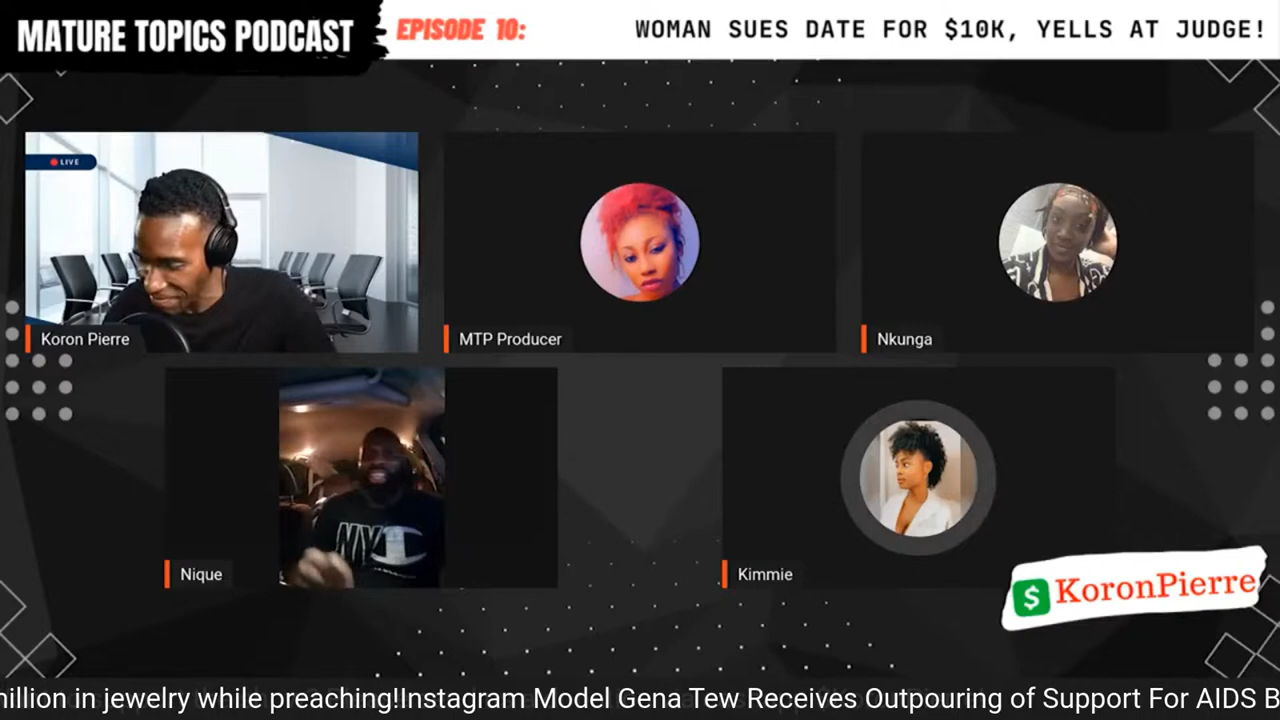 MATURE TOPICS PODCAST
EPISODE 10:
WOMAN SUES DATE FOR $10K, YELLS AT JUDGE!
LIVE
Koron Pierre
MTP Producer
Nkunga
NY
Nique
Kimmie
$ KoronPierre
in jewelry while preaching!Instagram Model Gena Tew Receives Outpouring of Support For AIDS